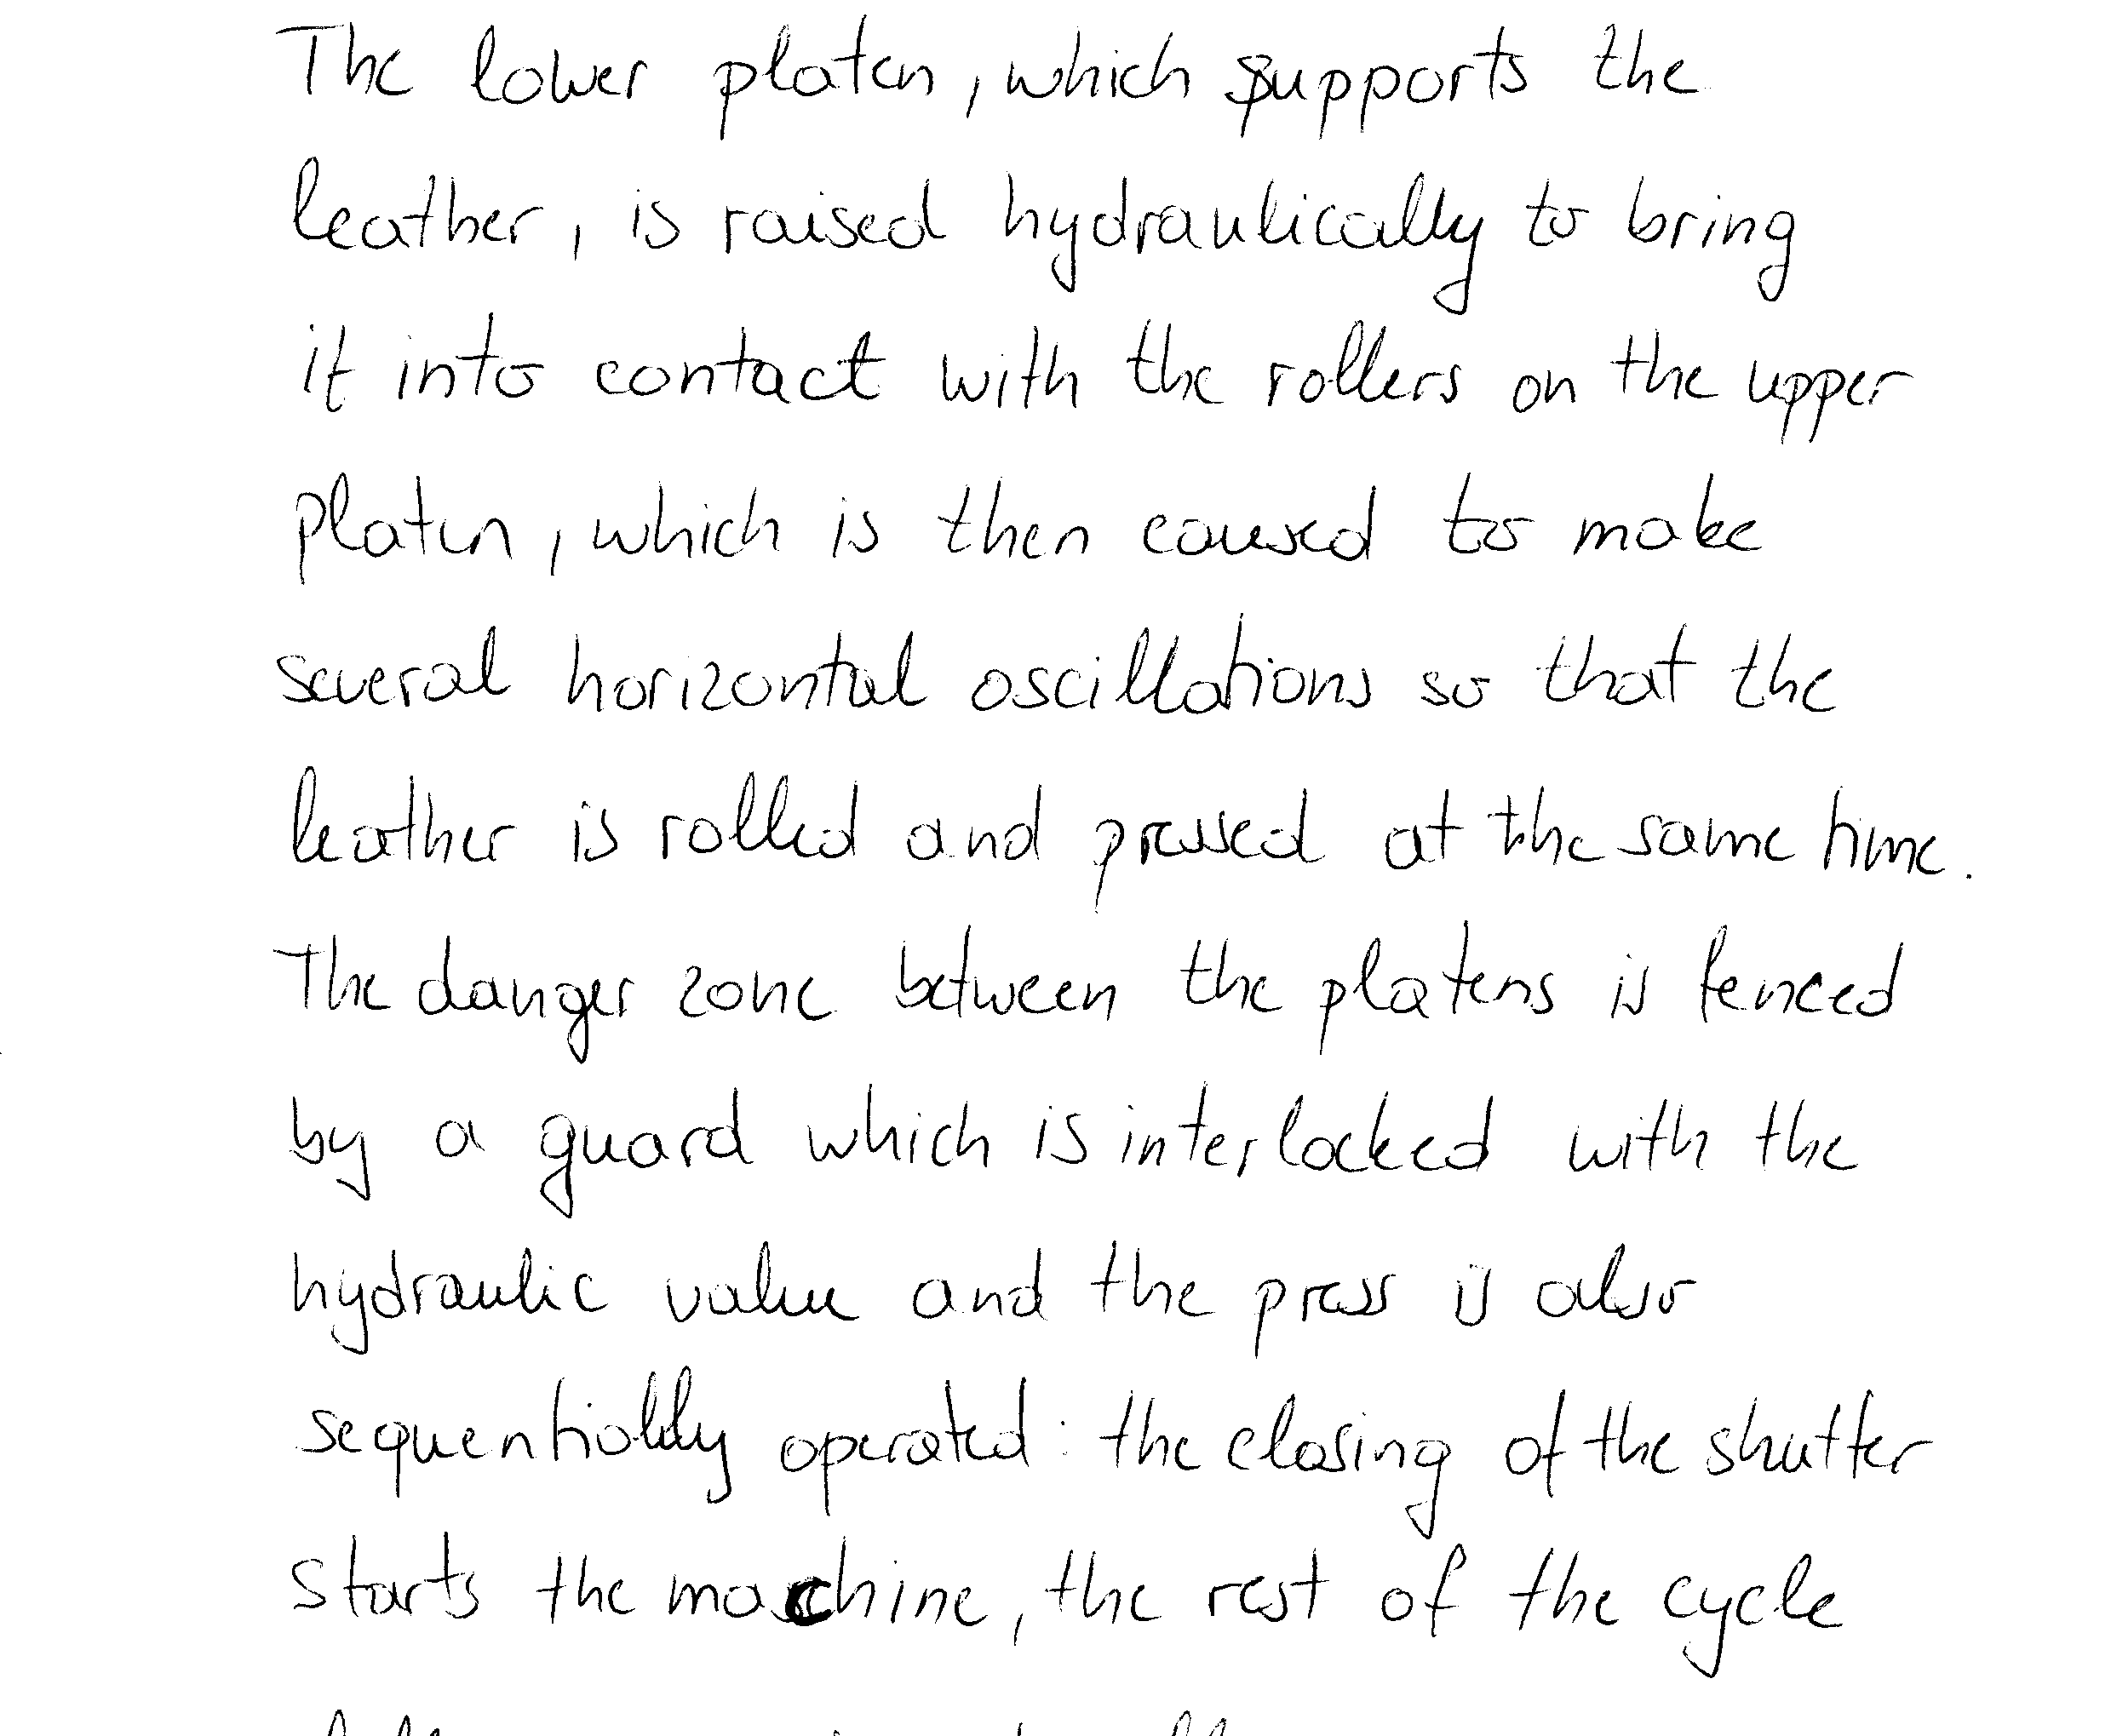 The lower platen, which supports the
leather, is raised hydraulically to bring
it into contact with the rollers on the upper
platen, which is then caused to make
several horizontal oscillations so that the
leather is rolled and pressed at the same time.
The danger zone between the platens is fenced
by a guard which is interlocked with the
hydraulic value and the press is also
sequentially operated: the closing of the shutter
starts the machine, the rest of the cycle